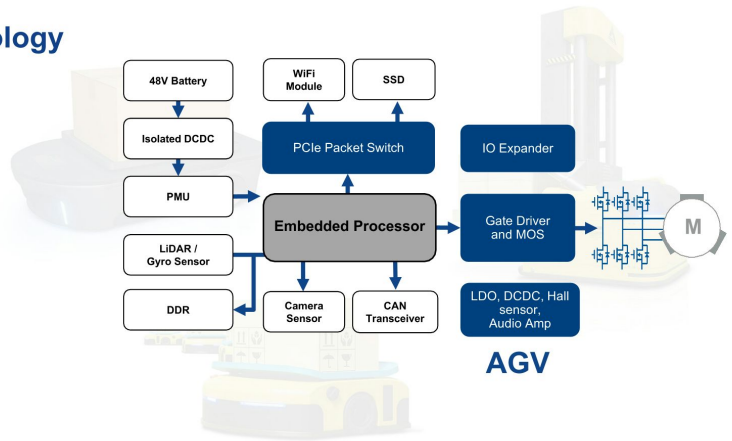 ology
48V Battery
WiFi
Module
SSD
Isolated DCDC
PCIe Packet Switch
IO Expander
PMU
Embedded Processor
Gate Driver
and MOS
M
LiDAR /
Gyro Sensor
DDR
Camera
Sensor
CAN
Transceiver
LDO, DCDC, Hall
sensor,
Audio Amp
AGV